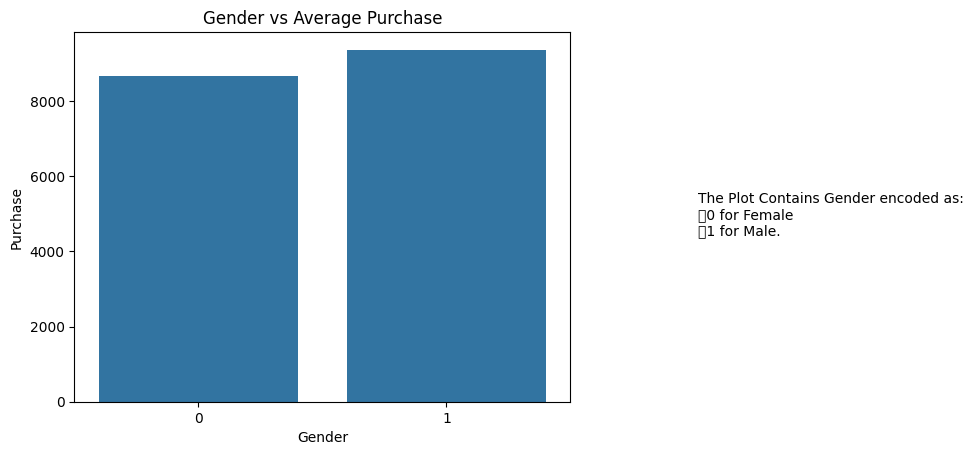 Gender vs Average Purchase
Purchase
8000
6000
4000
2000
0
0
1
Gender
The Plot Contains Gender encoded as:
0 for Female
1 for Male.